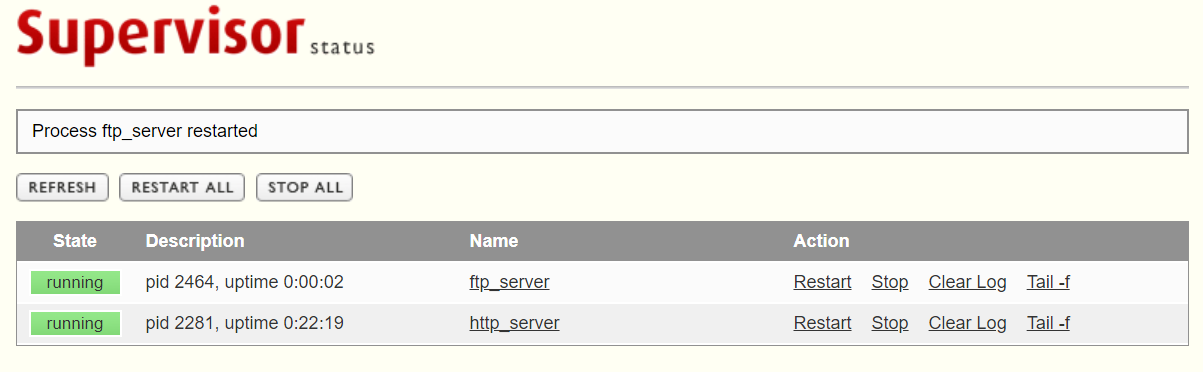 Supervisor status
Process ftp_server restarted
REFRESH RESTART ALL STOP ALL
State Description Name Action
running pid 2464, uptime 0:00:02 ftp_server Restart Stop Clear Log Tail -f
running pid 2281, uptime 0:22:19 http_server Restart Stop Clear Log Tail -f